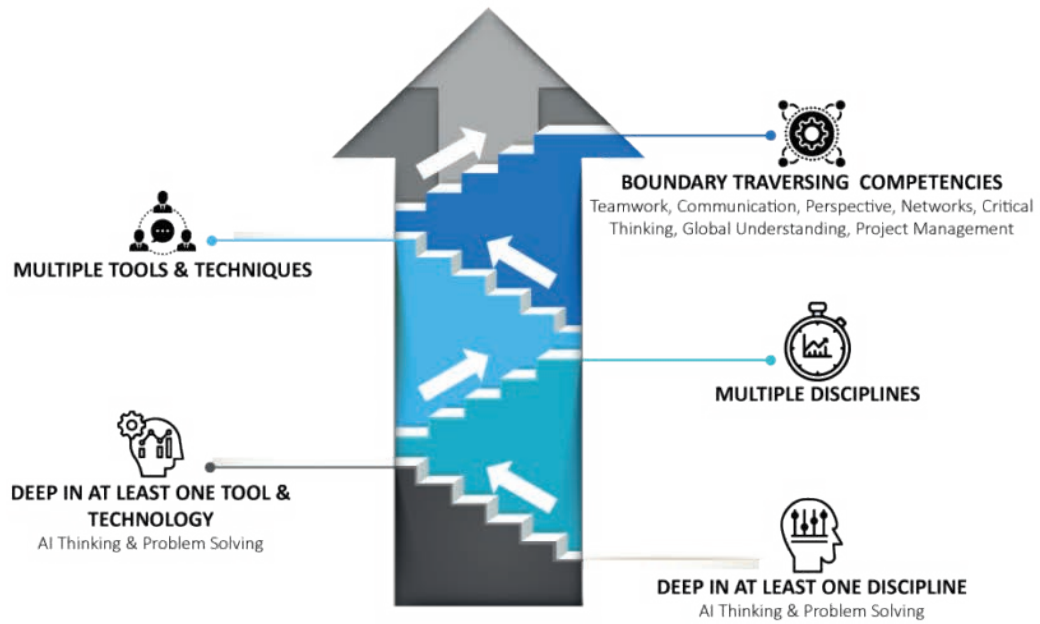 BOUNDARY TRAVERSING COMPETENCIES
Teamwork, Communication, Perspective, Networks, Critical
Thinking, Global Understanding, Project Management
MULTIPLE TOOLS & TECHNIQUES
MULTIPLE DISCIPLINES
DEEP IN AT LEAST ONE TOOL &
TECHNOLOGY
AI Thinking & Problem Solving
DEEP IN AT LEAST ONE DISCIPLINE
AI Thinking & Problem Solving